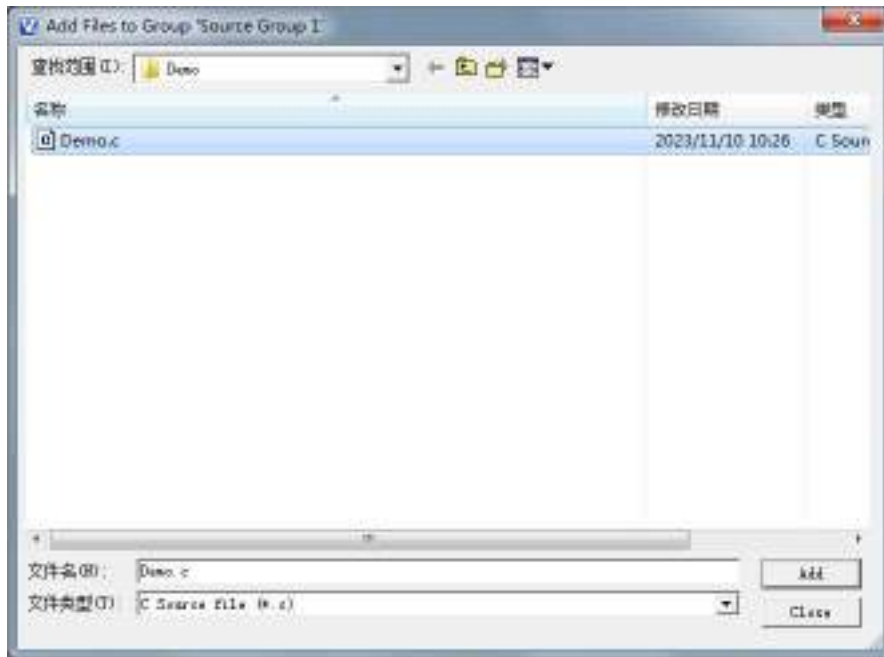 Add Files to Group 'Source Group 1'
查找范围(I): Demo
名称 修改日期 类型
Demo.c 2023/11/10 10:26 C Soun
文件名(N): Demo.c
Add
文件类型(T): C Source file (*.c)
Close